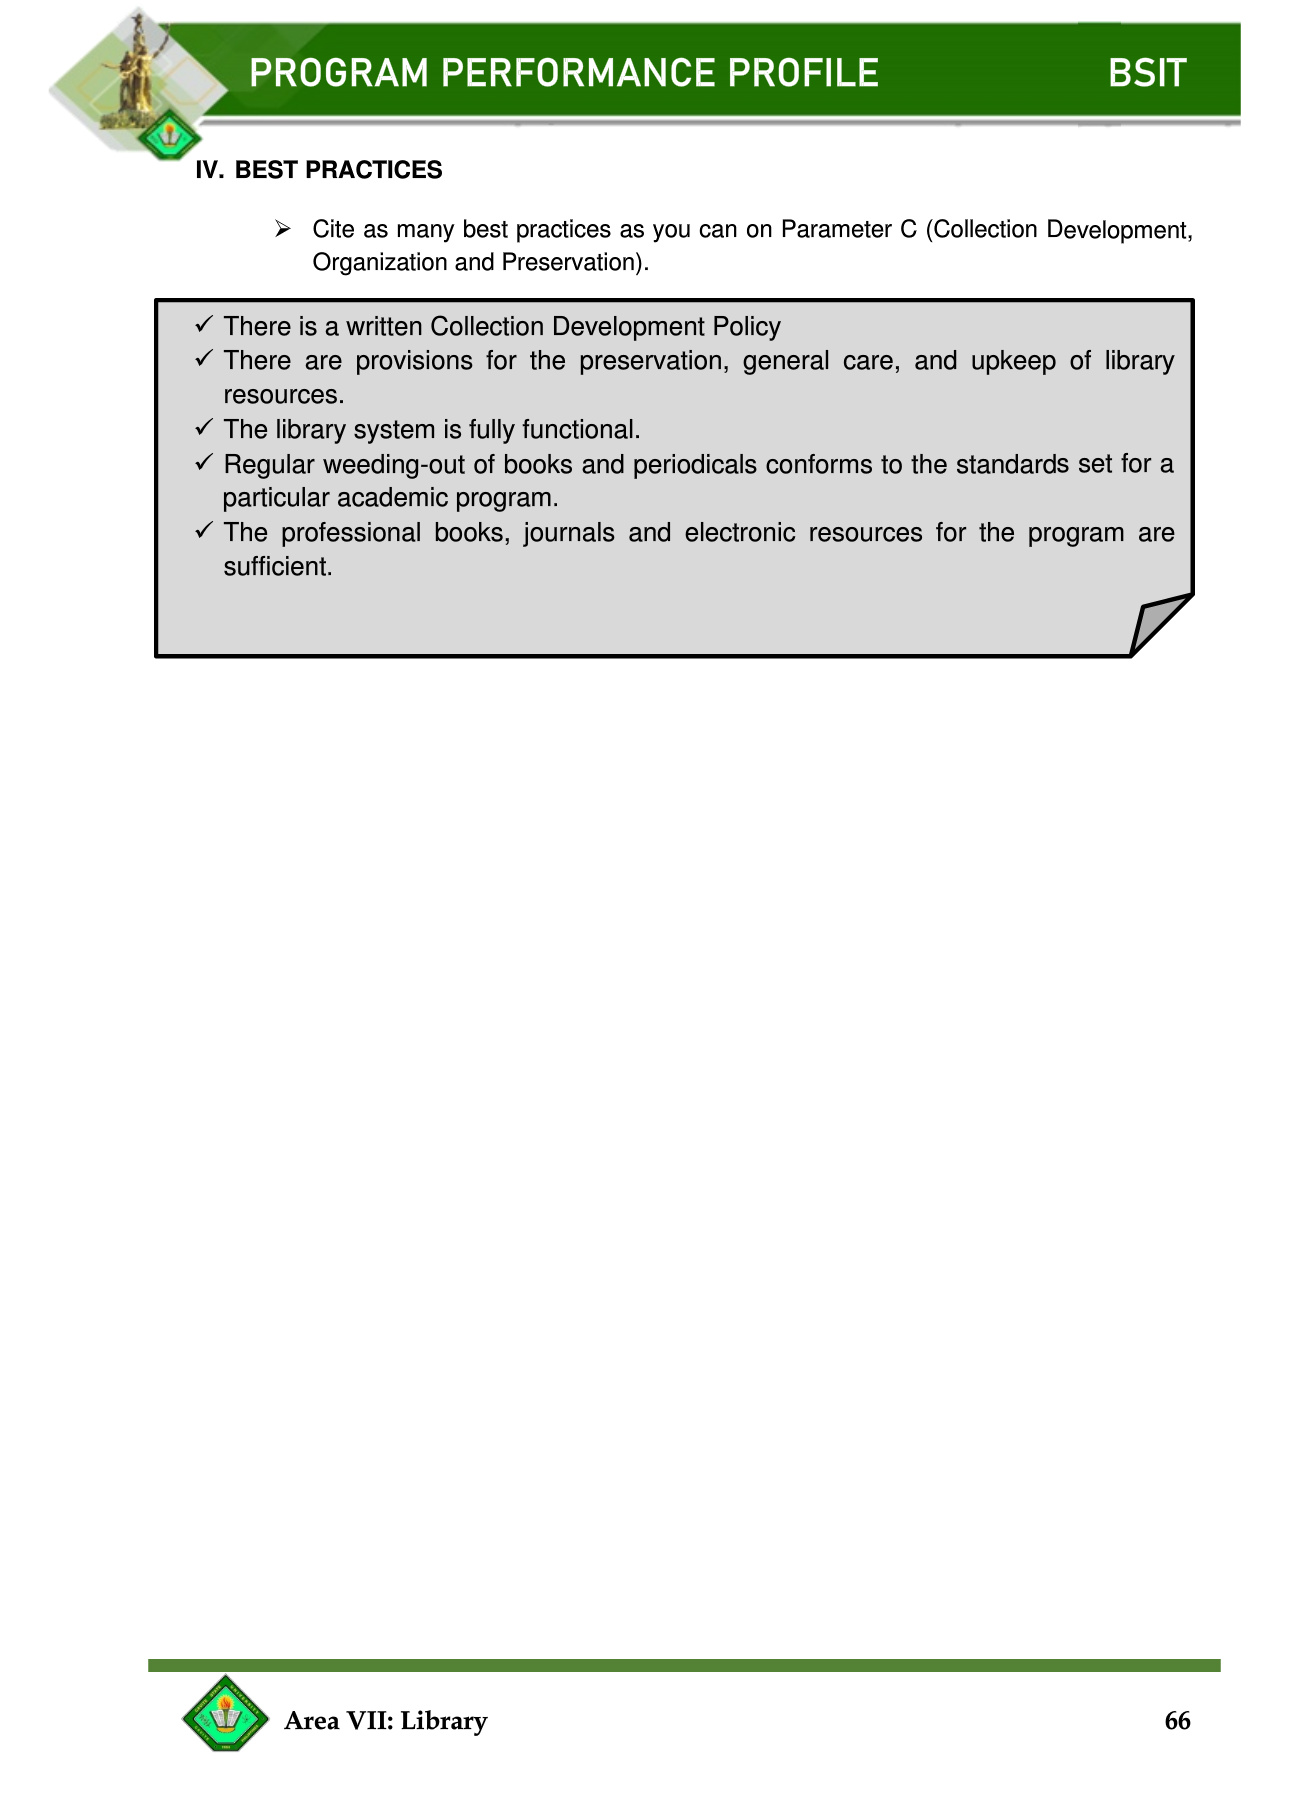 PROGRAM PERFORMANCE PROFILE BSIT
IV. BEST PRACTICES
➢ Cite as many best practices as you can on Parameter C (Collection Development,
Organization and Preservation).
✓ There is a written Collection Development Policy
✓ There are provisions for the preservation, general care, and upkeep of library
resources.
✓ The library system is fully functional.
✓ Regular weeding-out of books and periodicals conforms to the standards set for a
particular academic program.
✓ The professional books, journals and electronic resources for the program are
sufficient.
Area VII: Library 66